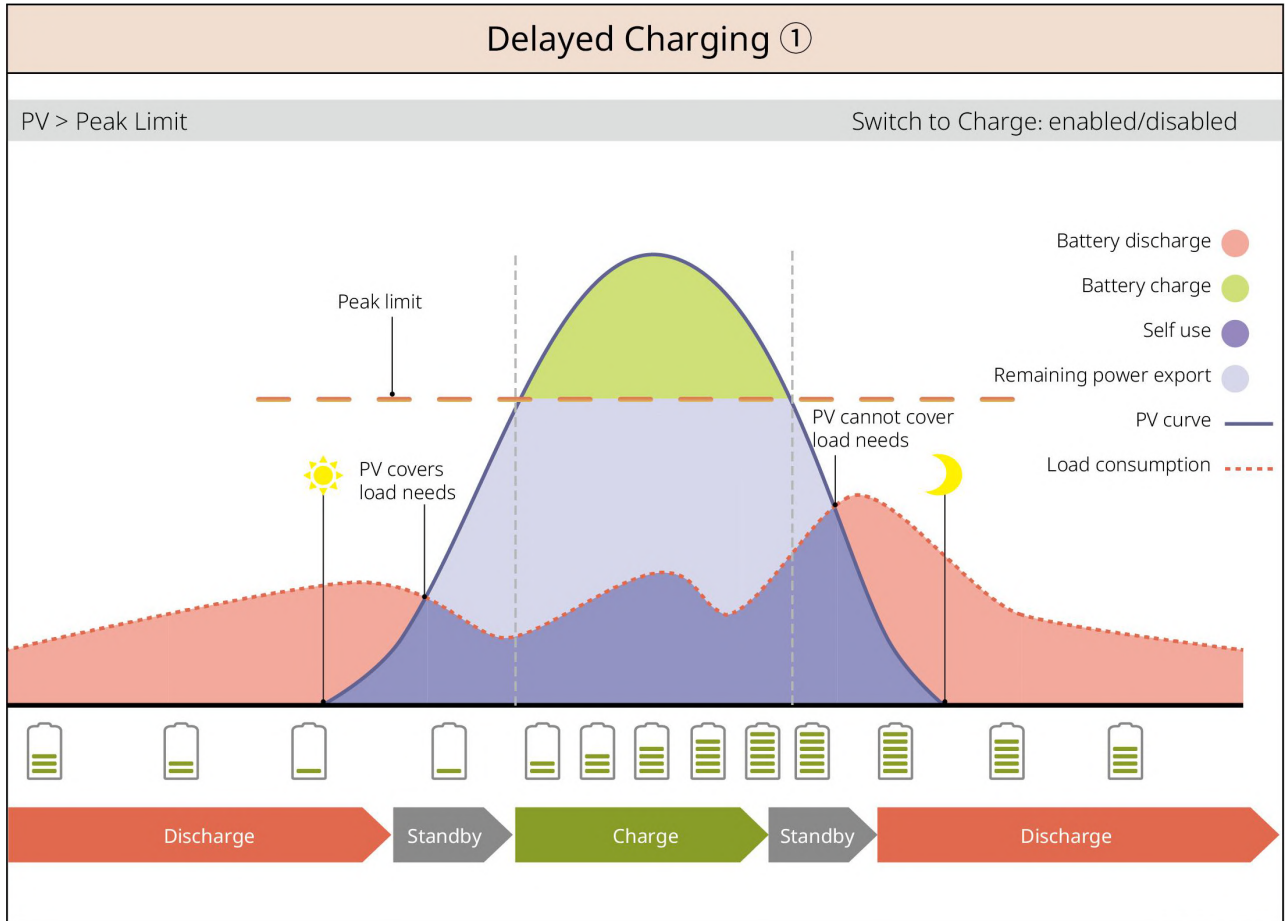 Delayed Charging ①
PV > Peak Limit
Switch to Charge: enabled/disabled
Battery discharge
Battery charge
Self use
Remaining power export
PV curve
Load consumption
Peak limit
PV covers
load needs
PV cannot cover
load needs
Discharge
Standby
Charge
Standby
Discharge